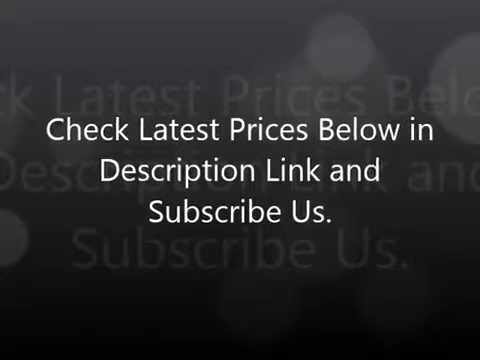 Check Latest Prices Below in
Description Link and
Subscribe Us.